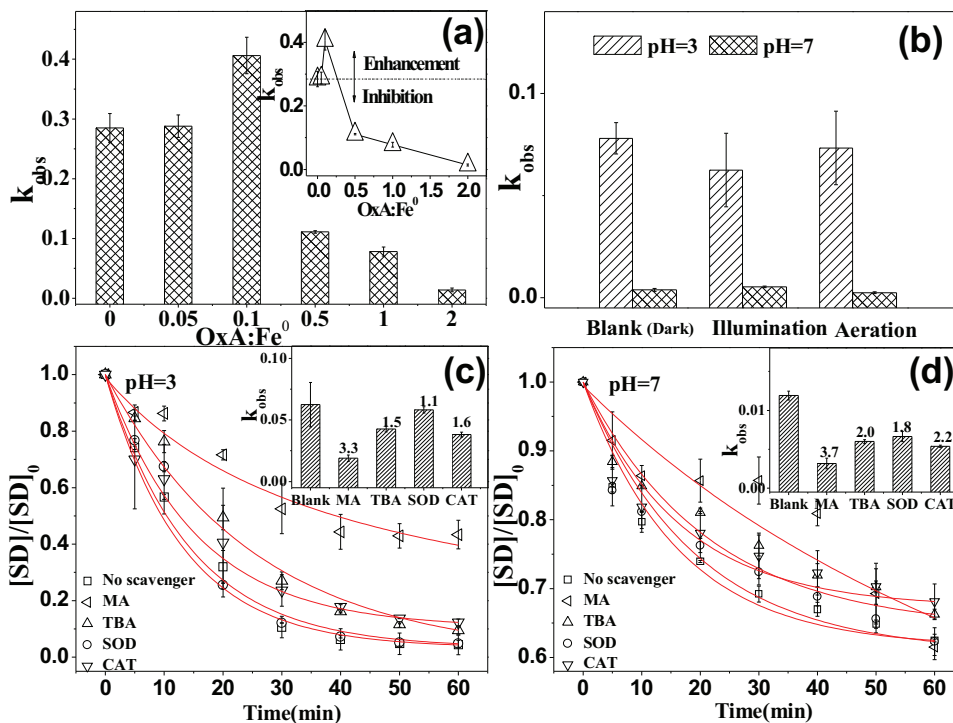 (a)
k_obs
0.4
0.3
0.2
0.1
0.0
0 0.05 0.1 0.5 1 2
OxA:Fe⁰
k_obs
0.4
0.2
0.0
Enhancement
Inhibition
0.0 0.5 1.0 2.0
OxA:Fe⁰
(b)
pH=3 pH=7
k_obs
0.1
0.0
Blank (Dark) Illumination Aeration
(c)
pH=3
[SD]/[SD]₀
1.0
0.8
0.6
0.4
0.2
0.0
0 10 20 30 40 50 60
Time(min)
No scavenger
MA
TBA
SOD
CAT
k_obs
0.10
0.05
0.00
3.3 1.5 1.1 1.6
Blank MA TBA SOD CAT
(d)
pH=7
[SD]/[SD]₀
1.0
0.9
0.8
0.7
0.6
0 10 20 30 40 50 60
Time(min)
No scavenger
MA
TBA
SOD
CAT
k_obs
0.01
0.00
3.7 2.0 1.8 2.2
Blank MA TBA SOD CAT